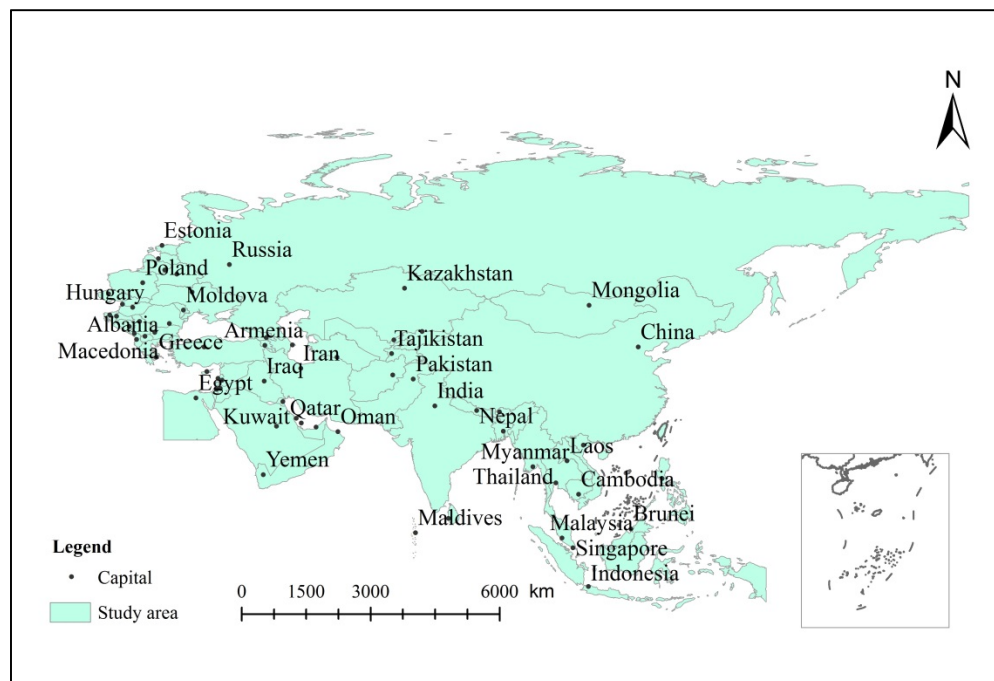 N
Estonia
Russia
Poland
Kazakhstan
Hungary
Moldova
Mongolia
Albania
Armenia
China
Macedonia
Greece
Iran
Tajikistan
Iraq
Pakistan
Egypt
India
Kuwait
Qatar
Oman
Nepal
Myanmar
Laos
Yemen
Thailand
Cambodia
Maldives
Malaysia
Brunei
Singapore
Indonesia
Legend
Capital
Study area
0 1500 3000 6000 km